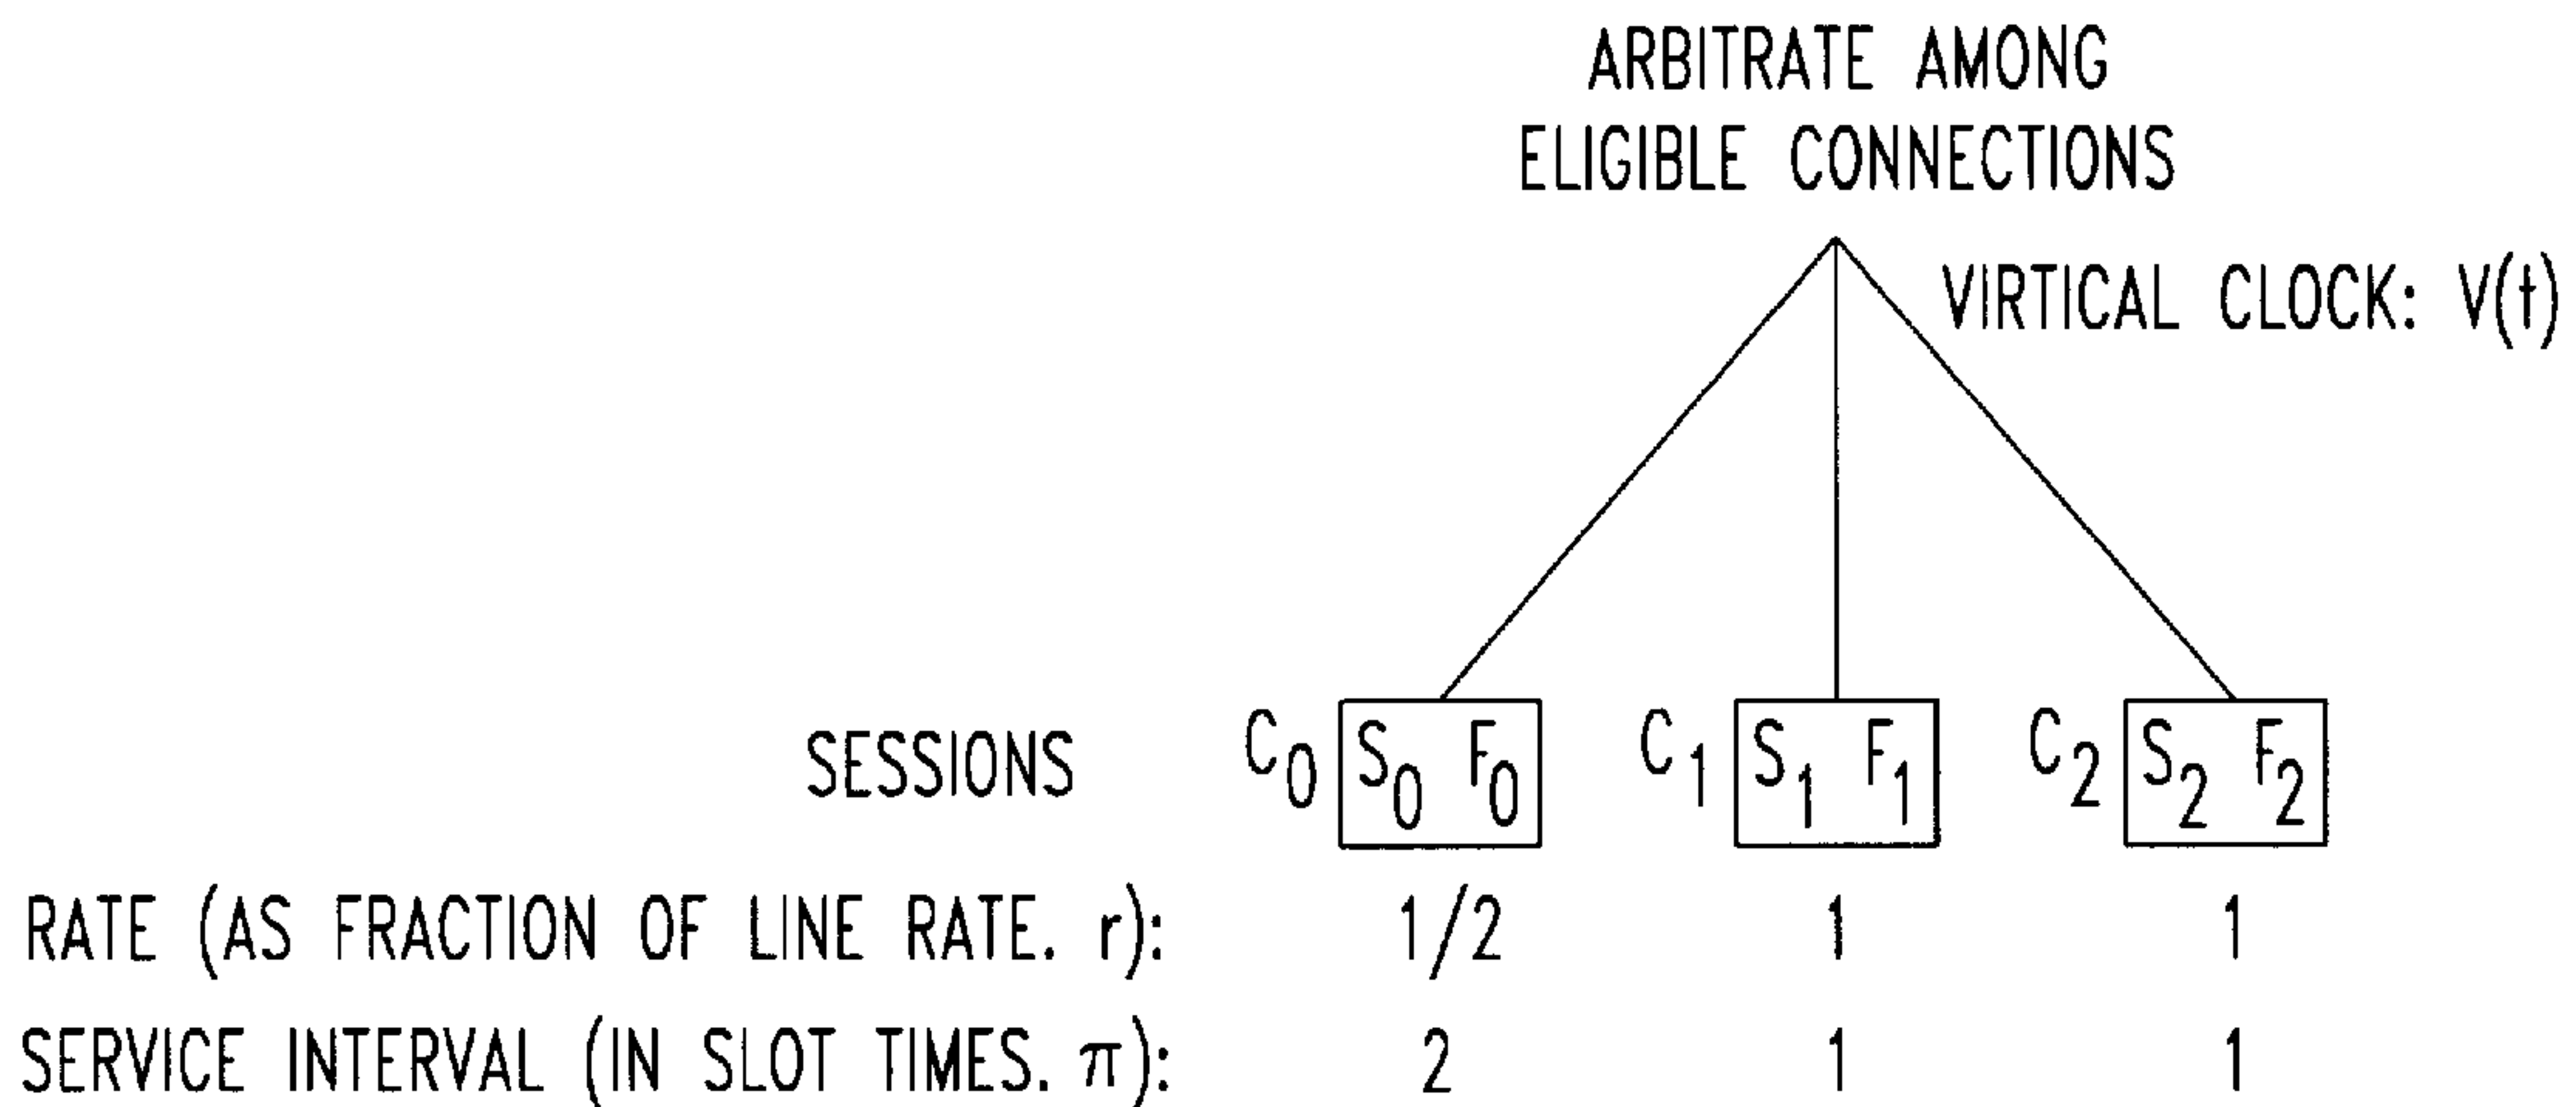 ARBITRATE AMONG
ELIGIBLE CONNECTIONS
VIRTICAL CLOCK: V(t)
SESSIONS C0 S0 F0 C1 S1 F1 C2 S2 F2
RATE (AS FRACTION OF LINE RATE. r): 1/2 1 1
SERVICE INTERVAL (IN SLOT TIMES. π): 2 1 1